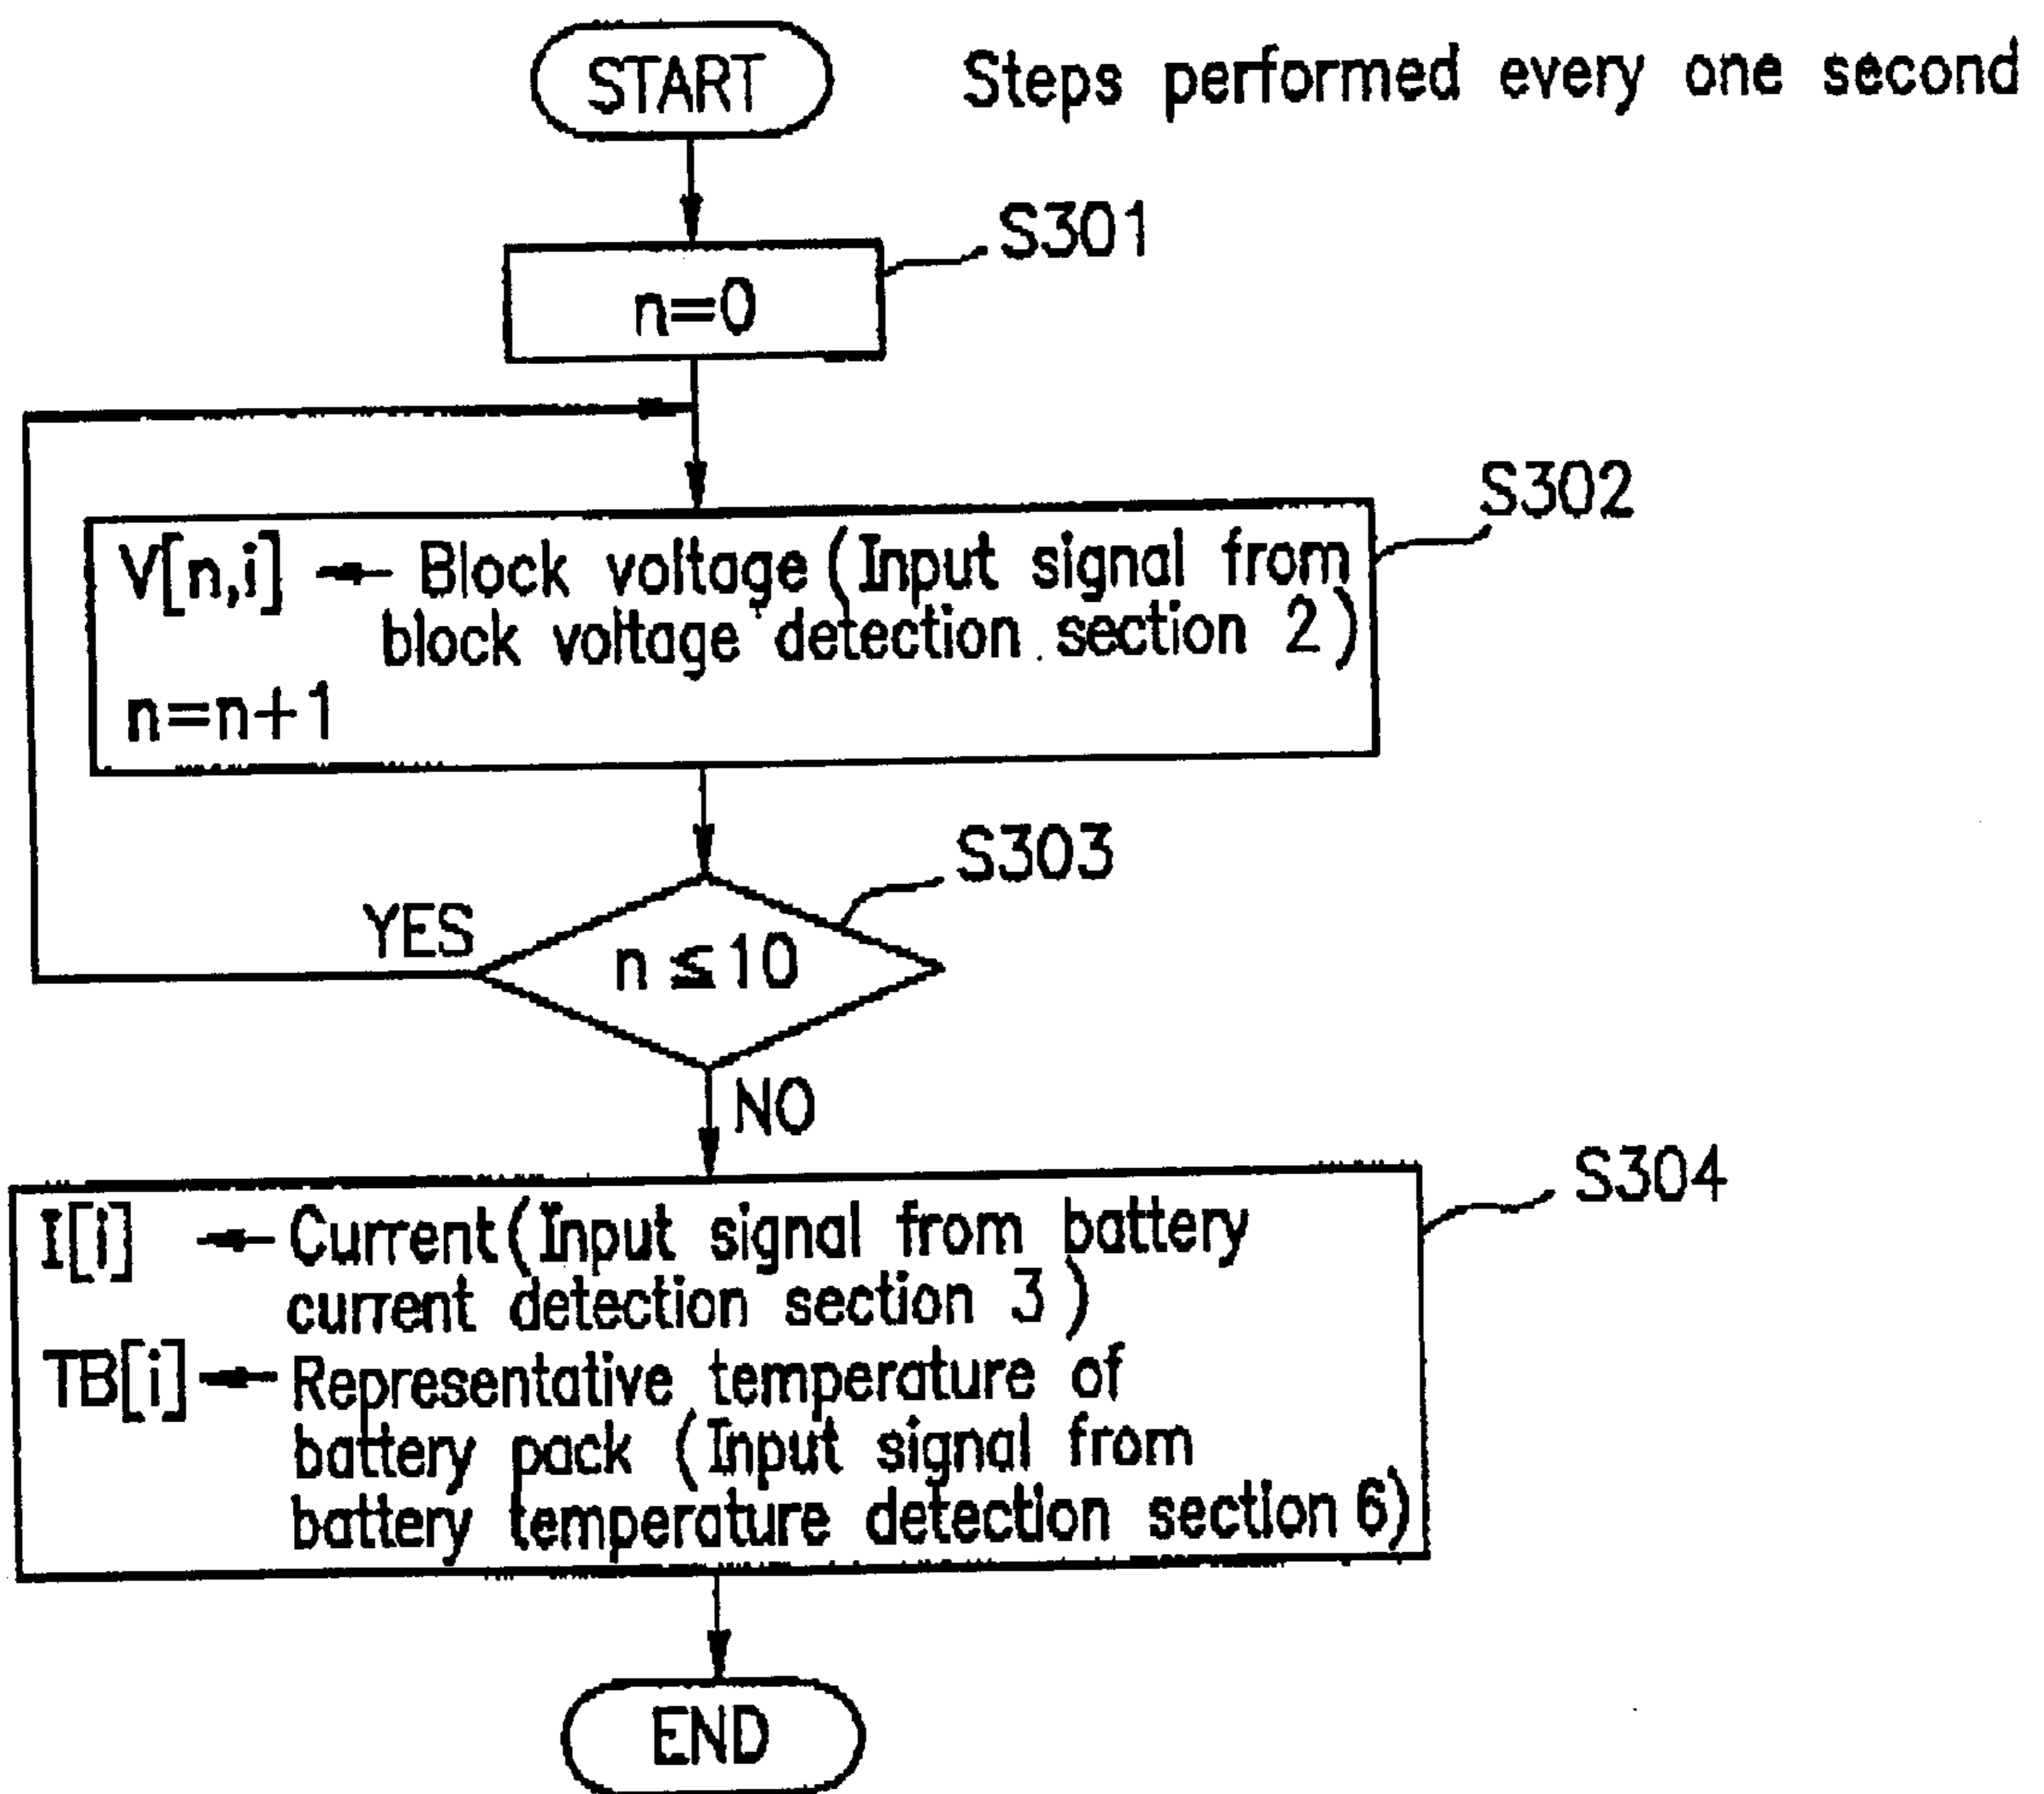 START
Steps performed every one second
S301
n=0
S302
V[n,i] ← Block voltage (Input signal from
block voltage detection section 2)
n=n+1
S303
YES
n≦10
NO
S304
I[i] ← Current (Input signal from battery
current detection section 3)
TB[i] ← Representative temperature of
battery pack (Input signal from
battery temperature detection section 6)
END